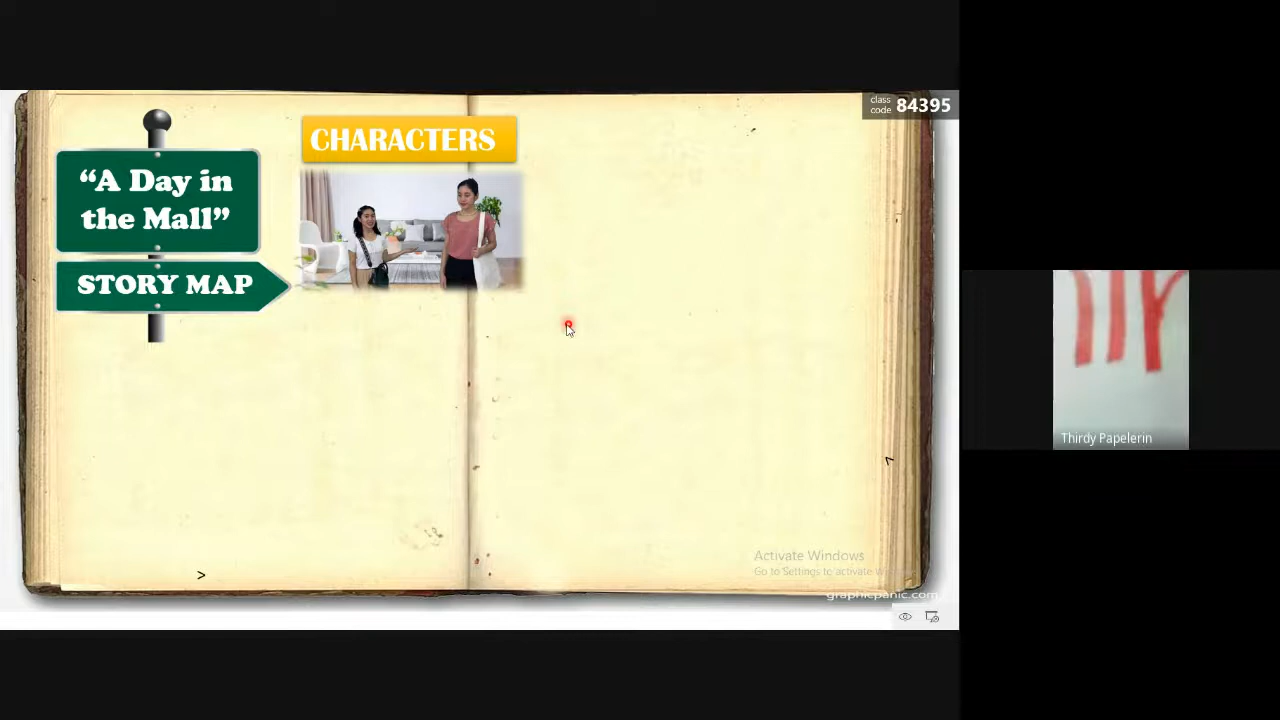 class
code 84395
CHARACTERS
“A Day in
the Mall”
STORY MAP
Thirdy Papelerin
Activate Windows
Go to Settings to activate
graphicpanic.com